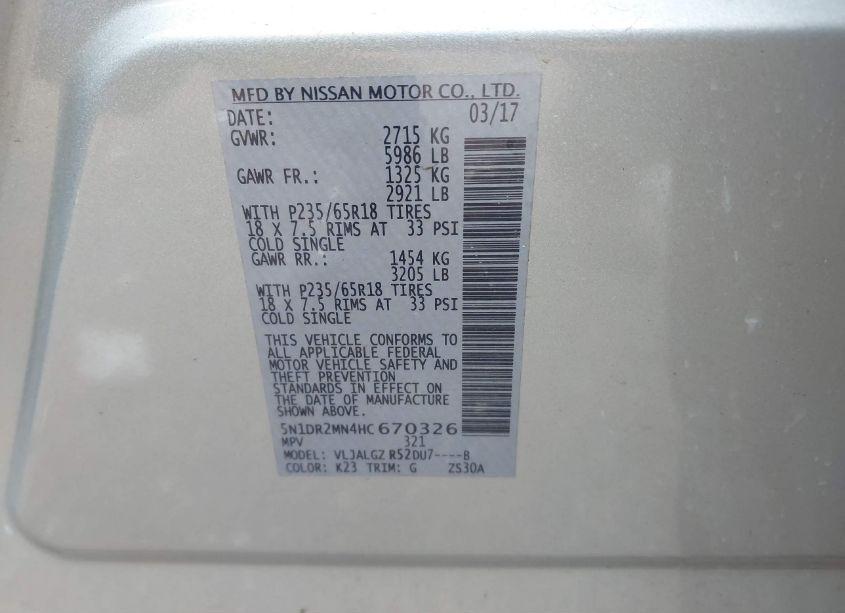 MFD BY NISSAN MOTOR CO., LTD.
DATE: 03/17
GVWR: 2715 KG
5986 LB
GAWR FR.: 1325 KG
2921 LB
WITH P235/65R18 TIRES
18 X 7.5 RIMS AT 33 PSI
COLD SINGLE
GAWR RR.: 1454 KG
3205 LB
WITH P235/65R18 TIRES
18 X 7.5 RIMS AT 33 PSI
COLD SINGLE
THIS VEHICLE CONFORMS TO
ALL APPLICABLE FEDERAL
MOTOR VEHICLE SAFETY AND
THEFT PREVENTION
STANDARDS IN EFFECT ON
THE DATE OF MANUFACTURE
SHOWN ABOVE.
5N1DR2MN4HC670326
MPV 321
MODEL: VLJALGZ R52DU7----B
COLOR: K23 TRIM: G ZS30A